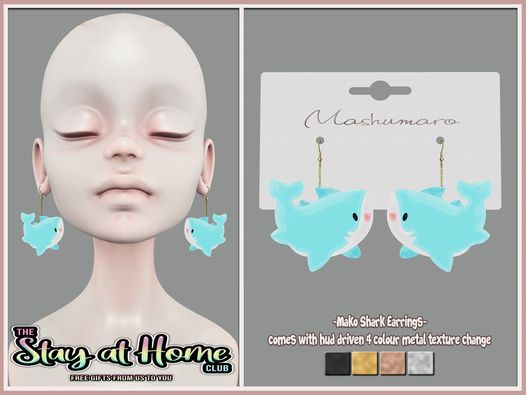 THE
Stay at Home
CLUB
FREE GIFTS FROM US TO YOU
Mashumaro
~Mako Shark Earrings~
comes with hud driven 4 colour metal texture change